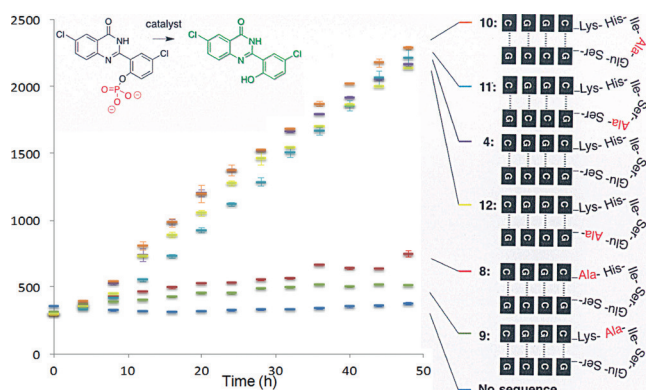 catalyst
O
Cl
NH
N
Cl
O
O
P
O
O
O
Cl
NH
N
Cl
HO
2500
2000
1500
1000
500
0
0
10
20
30
40
50
Time (h)
10:
C G C G Lys His Ile Ala
G C G C Ser Glu
11:
C G C G Lys His Ile Ser
G C G C Ser Ala
4:
C G C G Lys His Ile Ser
G C G C Ser Glu
12:
C G C G Lys His Ile Ser
G C G C Ala Glu
8:
C G C G Ala His Ile Ser
G C G C Ser Glu
9:
C G C G Lys Ala Ile Ser
G C G C Ser Glu
No sequence